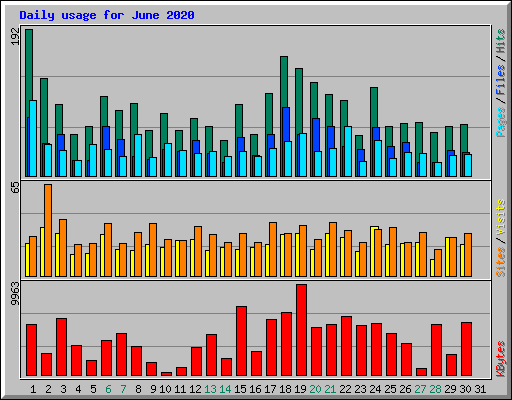 Daily usage for June 2020
192
Pages / Files / Hits
65
Sites / Visits
9963
KBytes
1 2 3 4 5 6 7 8 9 10 11 12 13 14 15 16 17 18 19 20 21 22 23 24 25 26 27 28 29 30 31